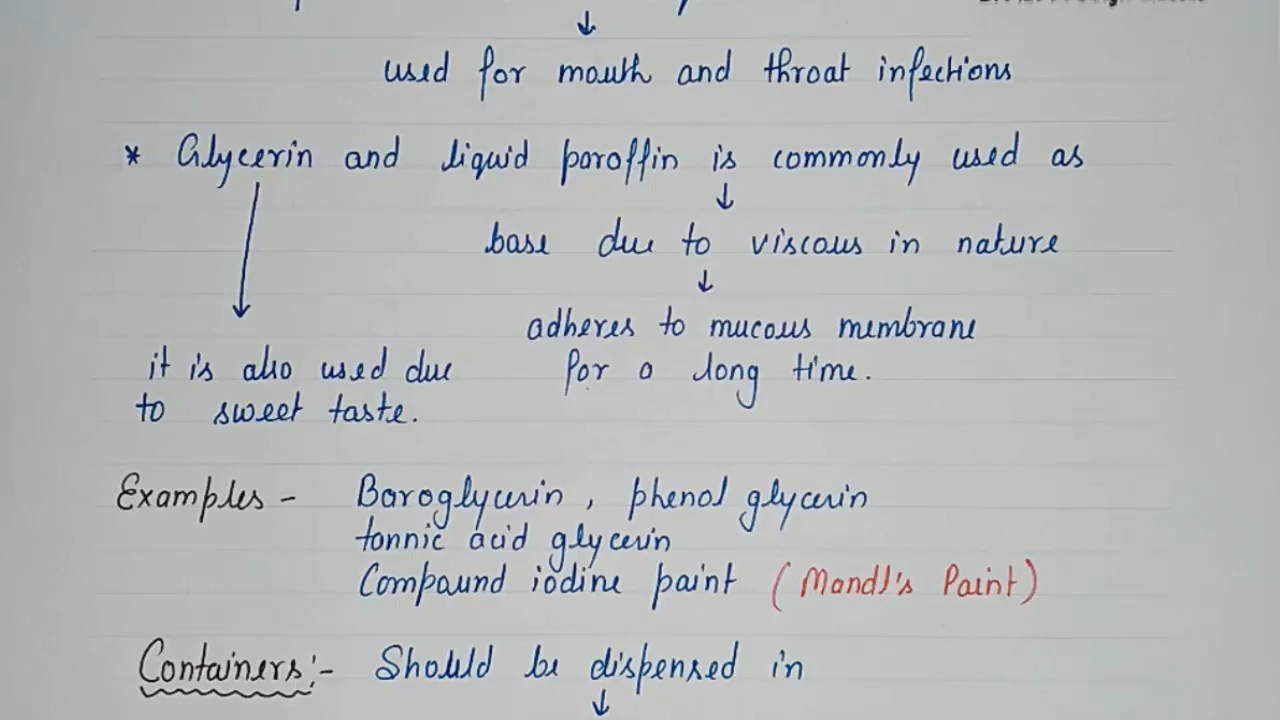 used for mouth and throat infections
* Glycerin and liquid paroffin is commonly used as
↓
base due to viscous in nature
↓
adheres to mucous membrane
for a long time.
it is also used due
to sweet taste.
Examples - Boroglycerin, phenol glycerin
tannic acid glycerin
Compound iodine paint (Mandl's Paint)
Containers:- Should be dispensed in
↓